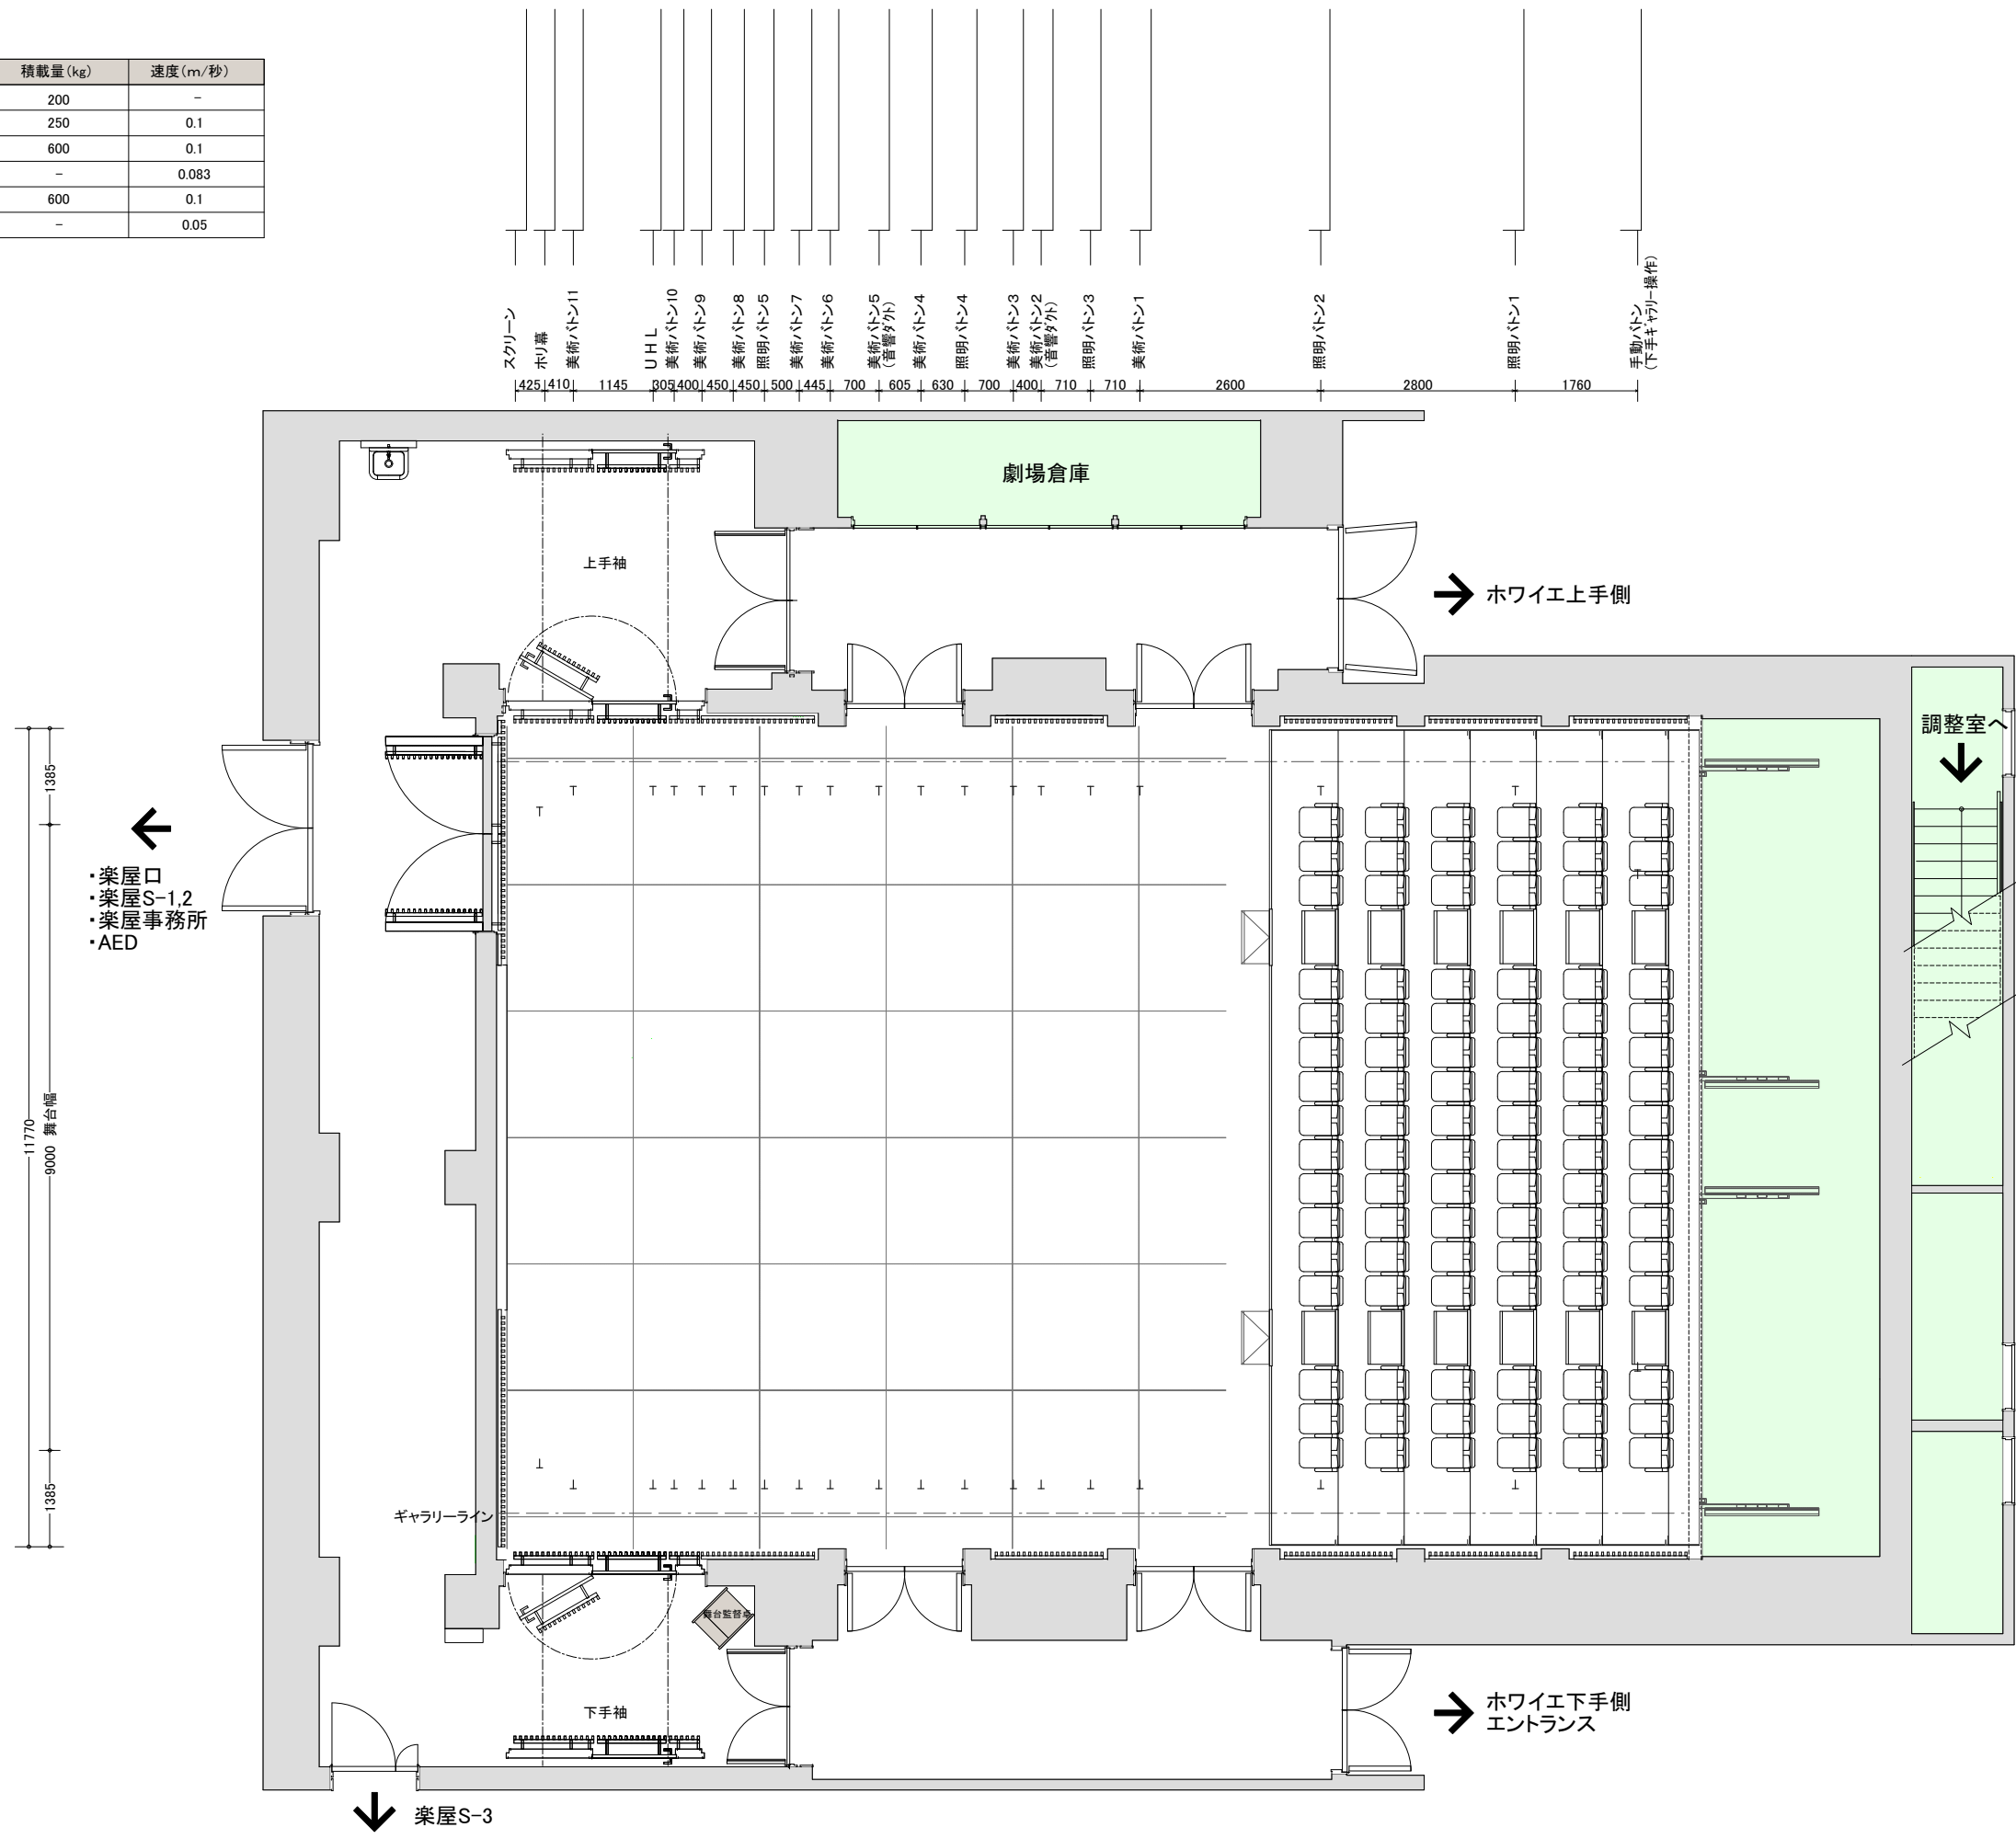 積載量(kg) 速度(m/秒)
200 -
250 0.1
600 0.1
- 0.083
600 0.1
- 0.05
スクリーン
ホリ幕
美術バトン11
UHL
美術バトン10
美術バトン9
美術バトン8
照明バトン5
美術バトン7
美術バトン6
美術バトン5
(音響ダクト)
美術バトン4
照明バトン4
美術バトン3
美術バトン2
(音響ダクト)
照明バトン3
美術バトン1
照明バトン2
照明バトン1
手動バトン
(下手ギャラリー操作)
425 410 1145 305 400 450 450 500 445 700 605 630 700 400 710 710 2600 2800 1760
劇場倉庫
上手袖
ホワイエ上手側
調整室へ
1385
・楽屋口
・楽屋S-1,2
・楽屋事務所
・AED
11770
9000 舞台幅
1385
ギャラリーライン
舞台監督卓
下手袖
ホワイエ下手側
エントランス
楽屋S-3